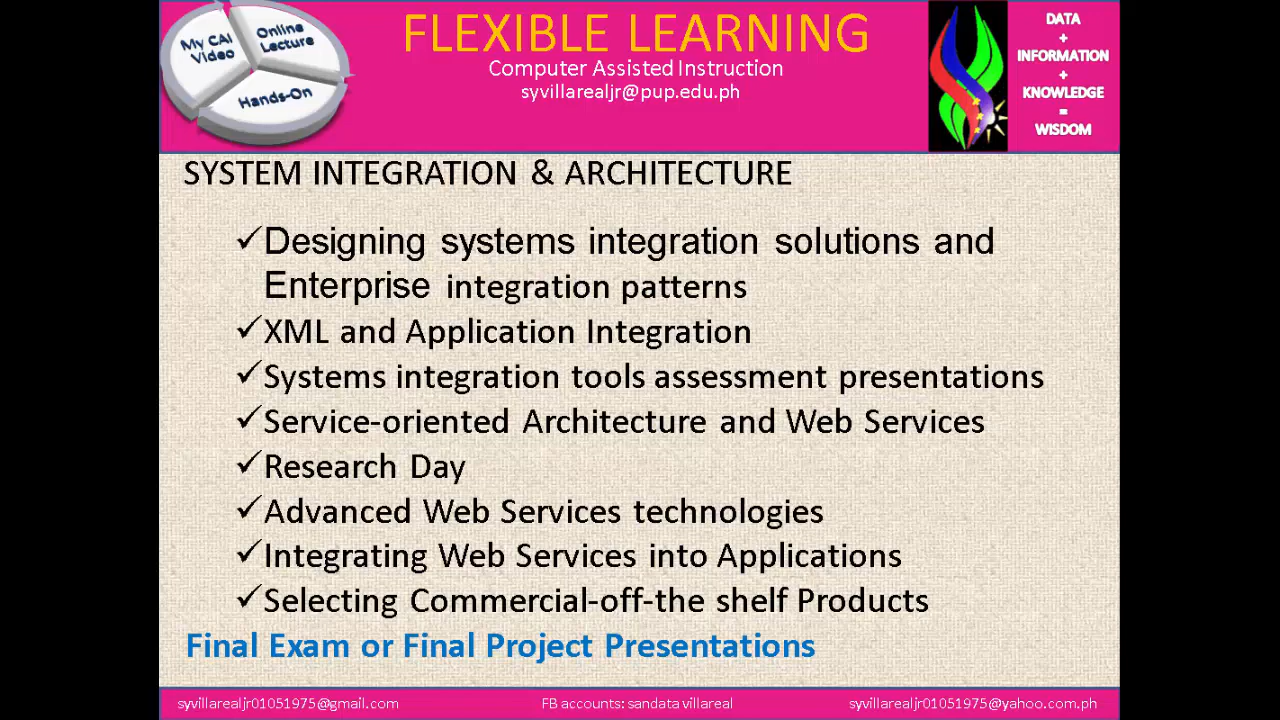 My CAI
Video
Online
Lecture
Hands-On
FLEXIBLE LEARNING
Computer Assisted Instruction
syvillarealjr@pup.edu.ph
DATA
+
INFORMATION
+
KNOWLEDGE
=
WISDOM
SYSTEM INTEGRATION & ARCHITECTURE
✓Designing systems integration solutions and
Enterprise integration patterns
✓XML and Application Integration
✓Systems integration tools assessment presentations
✓Service-oriented Architecture and Web Services
✓Research Day
✓Advanced Web Services technologies
✓Integrating Web Services into Applications
✓Selecting Commercial-off-the shelf Products
Final Exam or Final Project Presentations
syvillarealjr01051975@gmail.com
FB accounts: sandata villareal
syvillarealjr01051975@yahoo.com.ph